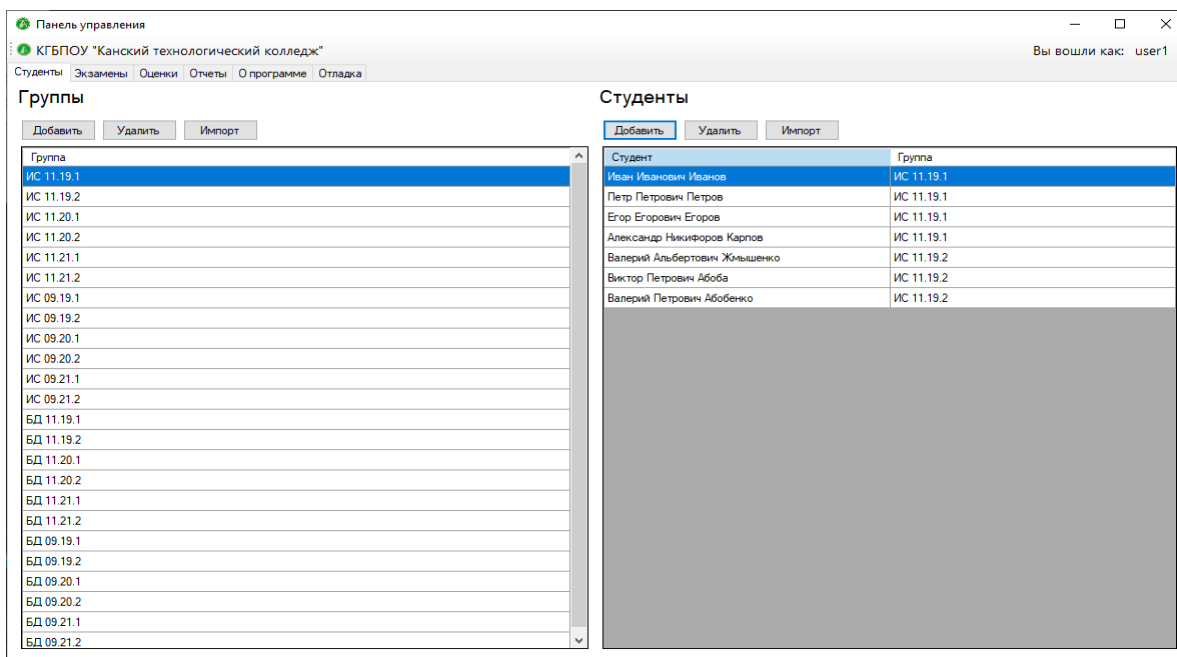 Панель управления
КГБПОУ "Канский технологический колледж" Вы вошли как: user1
Студенты Экзамены Оценки Отчеты О программе Отладка
Группы
Добавить Удалить Импорт
Группа
ИС 11.19.1
ИС 11.19.2
ИС 11.20.1
ИС 11.20.2
ИС 11.21.1
ИС 11.21.2
ИС 09.19.1
ИС 09.19.2
ИС 09.20.1
ИС 09.20.2
ИС 09.21.1
ИС 09.21.2
БД 11.19.1
БД 11.19.2
БД 11.20.1
БД 11.20.2
БД 11.21.1
БД 11.21.2
БД 09.19.1
БД 09.19.2
БД 09.20.1
БД 09.20.2
БД 09.21.1
БД 09.21.2
Студенты
Добавить Удалить Импорт
Студент Группа
Иван Иванович Иванов ИС 11.19.1
Петр Петрович Петров ИС 11.19.1
Егор Егорович Егоров ИС 11.19.1
Александр Никифоров Карпов ИС 11.19.1
Валерий Альбертович Жмышенко ИС 11.19.2
Виктор Петрович Абоба ИС 11.19.2
Валерий Петрович Абобенко ИС 11.19.2